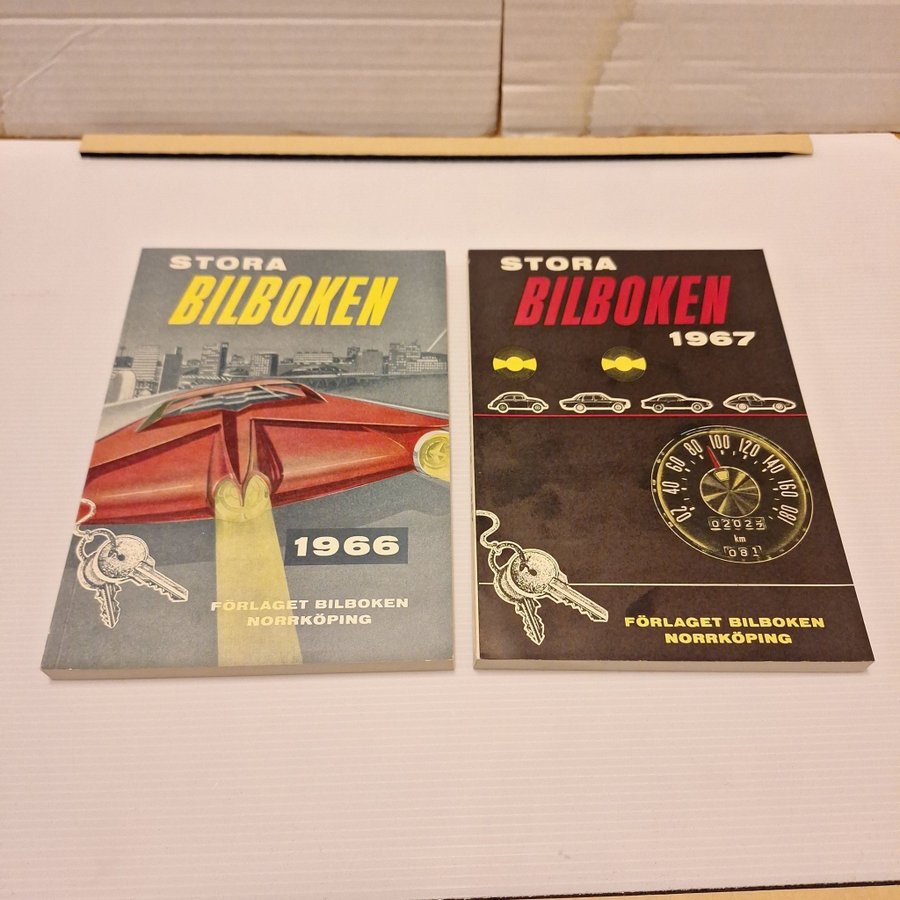 STORA
BILBOKEN
1966
FÖRLAGET BILBOKEN
NORRKÖPING
STORA
BILBOKEN
1967
20 40 60 80 100 120 140 160 180
km
081
FÖRLAGET BILBOKEN
NORRKÖPING